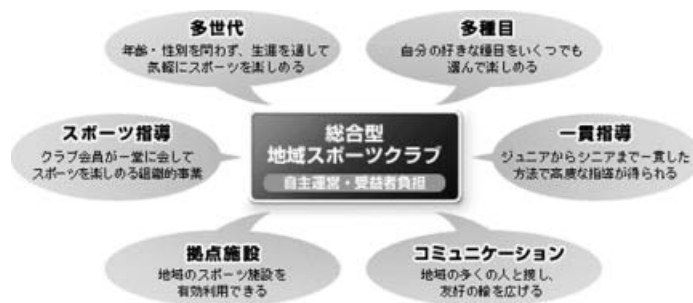 多世代
年齢・性別を問わず、生涯を通して
気軽にスポーツを楽しめる
多種目
自分の好きな種目をいくつでも
選んで楽しめる
スポーツ指導
クラブ会員が一堂に会して
スポーツを楽しめる組織的事業
総合型
地域スポーツクラブ
自主運営・受益者負担
一貫指導
ジュニアからシニアまで一貫した
方法で高度な指導が得られる
拠点施設
地域のスポーツ施設を
有効利用できる
コミュニケーション
地域の多くの人と接し、
友好の輪を広げる